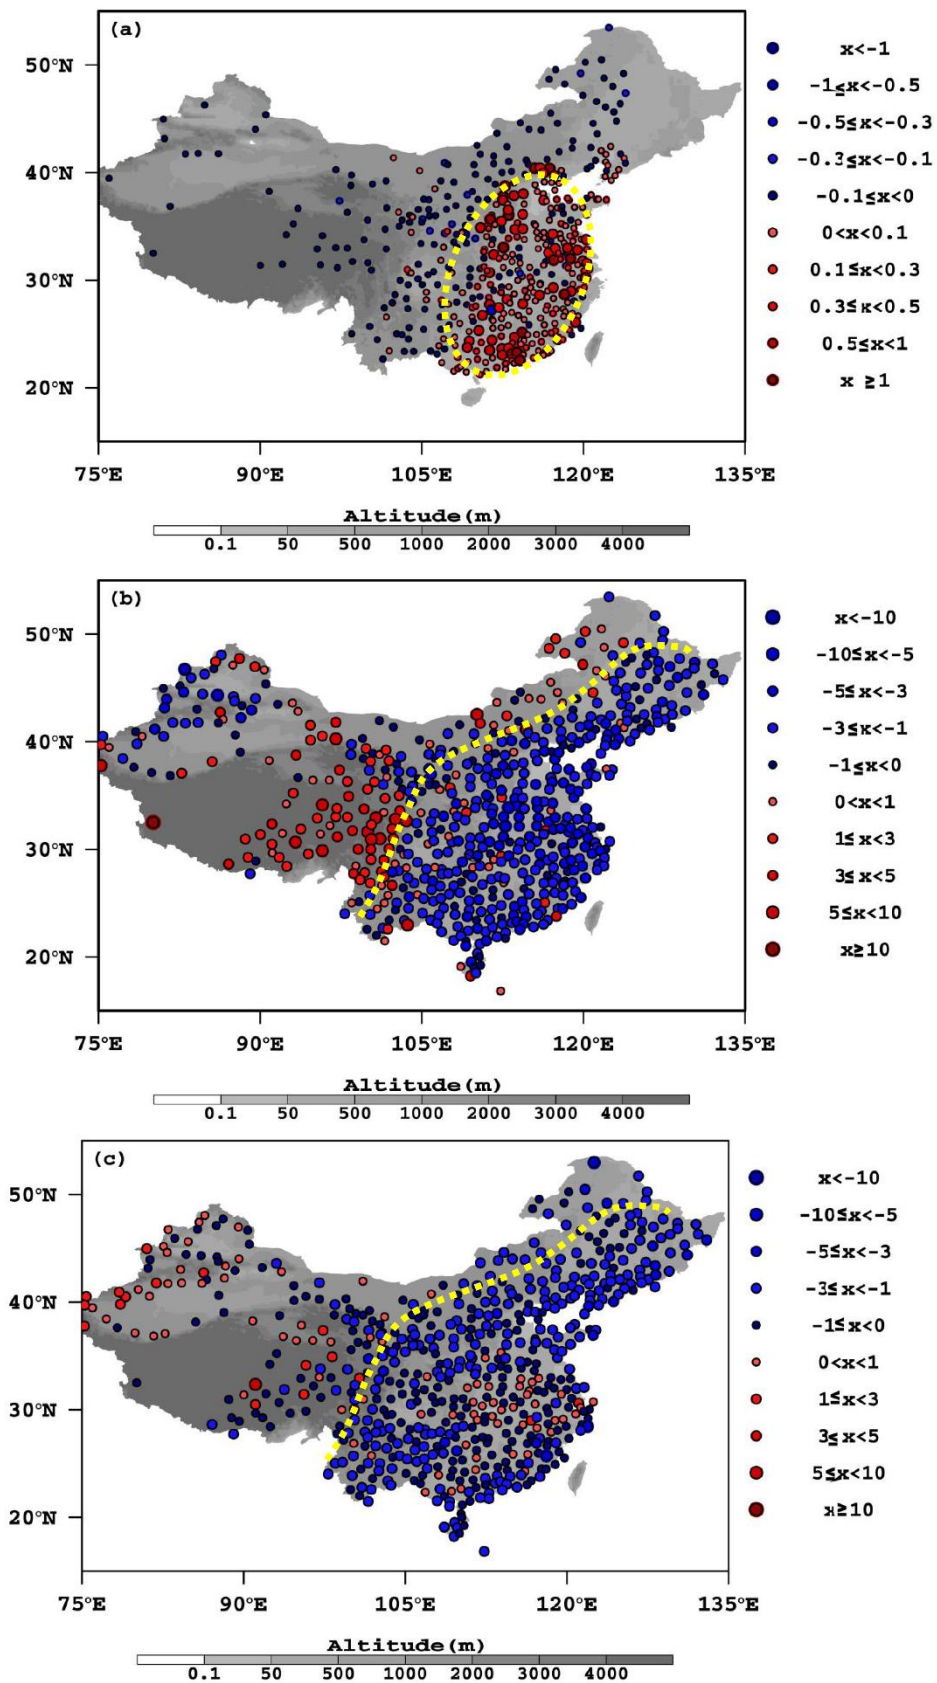 (a)
50°N
40°N
30°N
20°N
75°E 90°E 105°E 120°E 135°E
x<-1
-1≤x<-0.5
-0.5≤x<-0.3
-0.3≤x<-0.1
-0.1≤x<0
0<x<0.1
0.1≤x<0.3
0.3≤x<0.5
0.5≤x<1
x ≥1
Altitude(m)
0.1 50 500 1000 2000 3000 4000
(b)
50°N
40°N
30°N
20°N
75°E 90°E 105°E 120°E 135°E
x<-10
-10≤x<-5
-5≤x<-3
-3≤x<-1
-1≤x<0
0<x<1
1≤x<3
3≤x<5
5≤x<10
x≥10
Altitude(m)
0.1 50 500 1000 2000 3000 4000
(c)
50°N
40°N
30°N
20°N
75°E 90°E 105°E 120°E 135°E
x<-10
-10≤x<-5
-5≤x<-3
-3≤x<-1
-1≤x<0
0<x<1
1≤x<3
3≤x<5
5≤x<10
x≥10
Altitude(m)
0.1 50 500 1000 2000 3000 4000